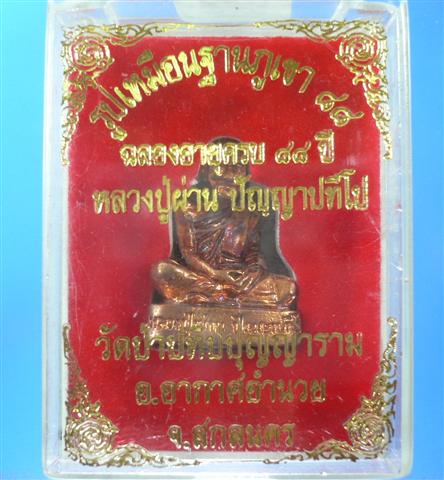 รูปเหมือนฐานภูเขา ๘๘
ฉลองอายุครบ ๘๘ ปี
หลวงปู่ผ่าน ปัญญาปทีโป
วัดป่าปทีปปุญญาราม
อ.อากาศอำนวย
จ.สกลนคร